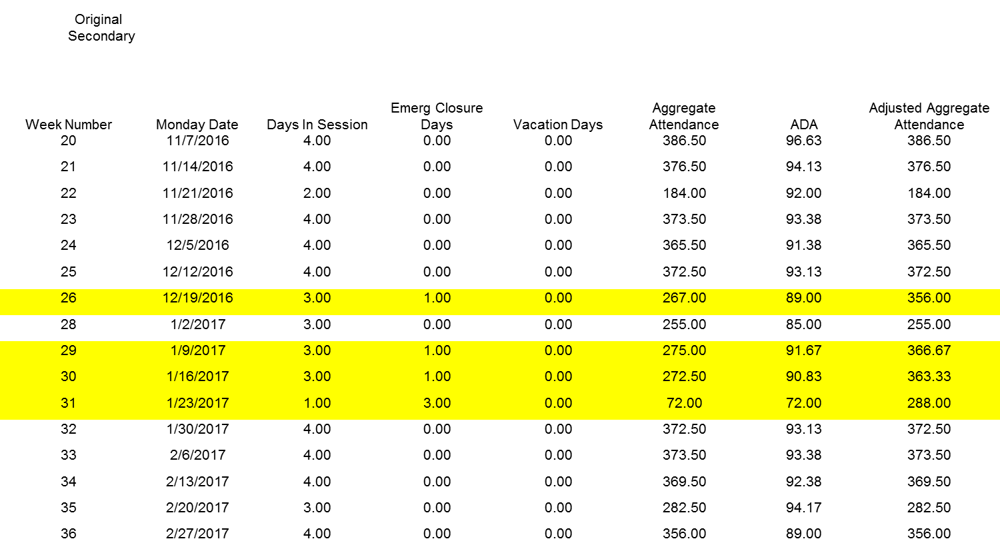 Original
Secondary
Emerg Closure Aggregate Adjusted Aggregate
Week Number Monday Date Days In Session Days Vacation Days Attendance ADA Attendance
20 11/7/2016 4.00 0.00 0.00 386.50 96.63 386.50
21 11/14/2016 4.00 0.00 0.00 376.50 94.13 376.50
22 11/21/2016 2.00 0.00 0.00 184.00 92.00 184.00
23 11/28/2016 4.00 0.00 0.00 373.50 93.38 373.50
24 12/5/2016 4.00 0.00 0.00 365.50 91.38 365.50
25 12/12/2016 4.00 0.00 0.00 372.50 93.13 372.50
26 12/19/2016 3.00 1.00 0.00 267.00 89.00 356.00
28 1/2/2017 3.00 0.00 0.00 255.00 85.00 255.00
29 1/9/2017 3.00 1.00 0.00 275.00 91.67 366.67
30 1/16/2017 3.00 1.00 0.00 272.50 90.83 363.33
31 1/23/2017 1.00 3.00 0.00 72.00 72.00 288.00
32 1/30/2017 4.00 0.00 0.00 372.50 93.13 372.50
33 2/6/2017 4.00 0.00 0.00 373.50 93.38 373.50
34 2/13/2017 4.00 0.00 0.00 369.50 92.38 369.50
35 2/20/2017 3.00 0.00 0.00 282.50 94.17 282.50
36 2/27/2017 4.00 0.00 0.00 356.00 89.00 356.00